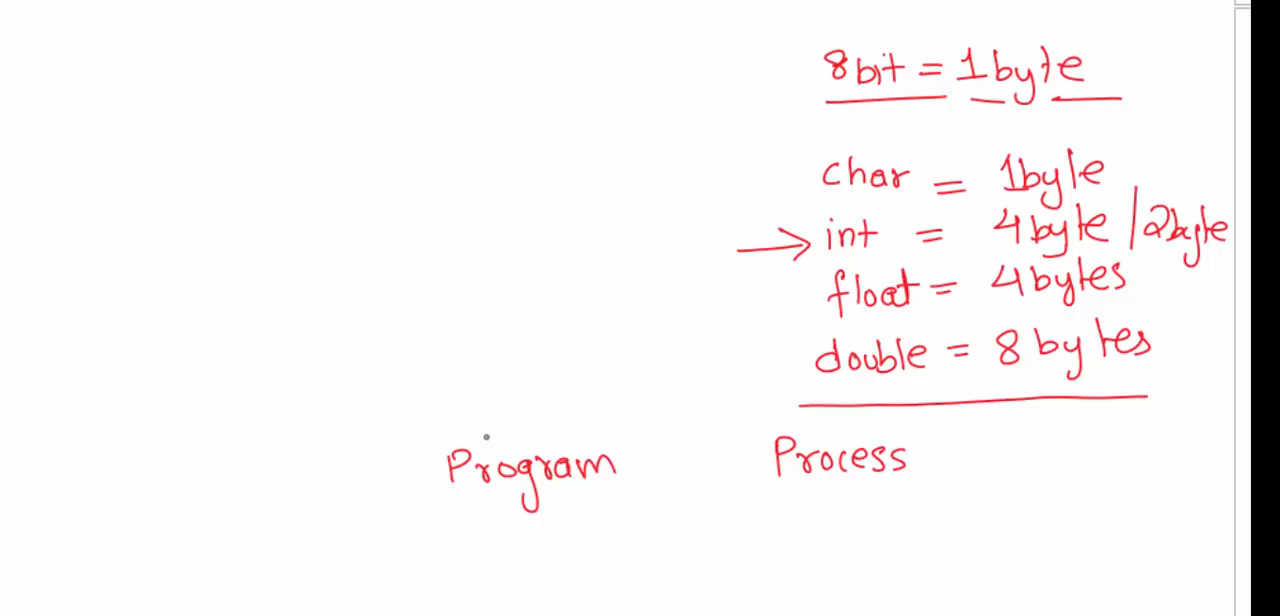 8bit = 1byte
char = 1byte
→ int = 4byte / 2byte
float = 4bytes
double = 8 bytes
Program Process